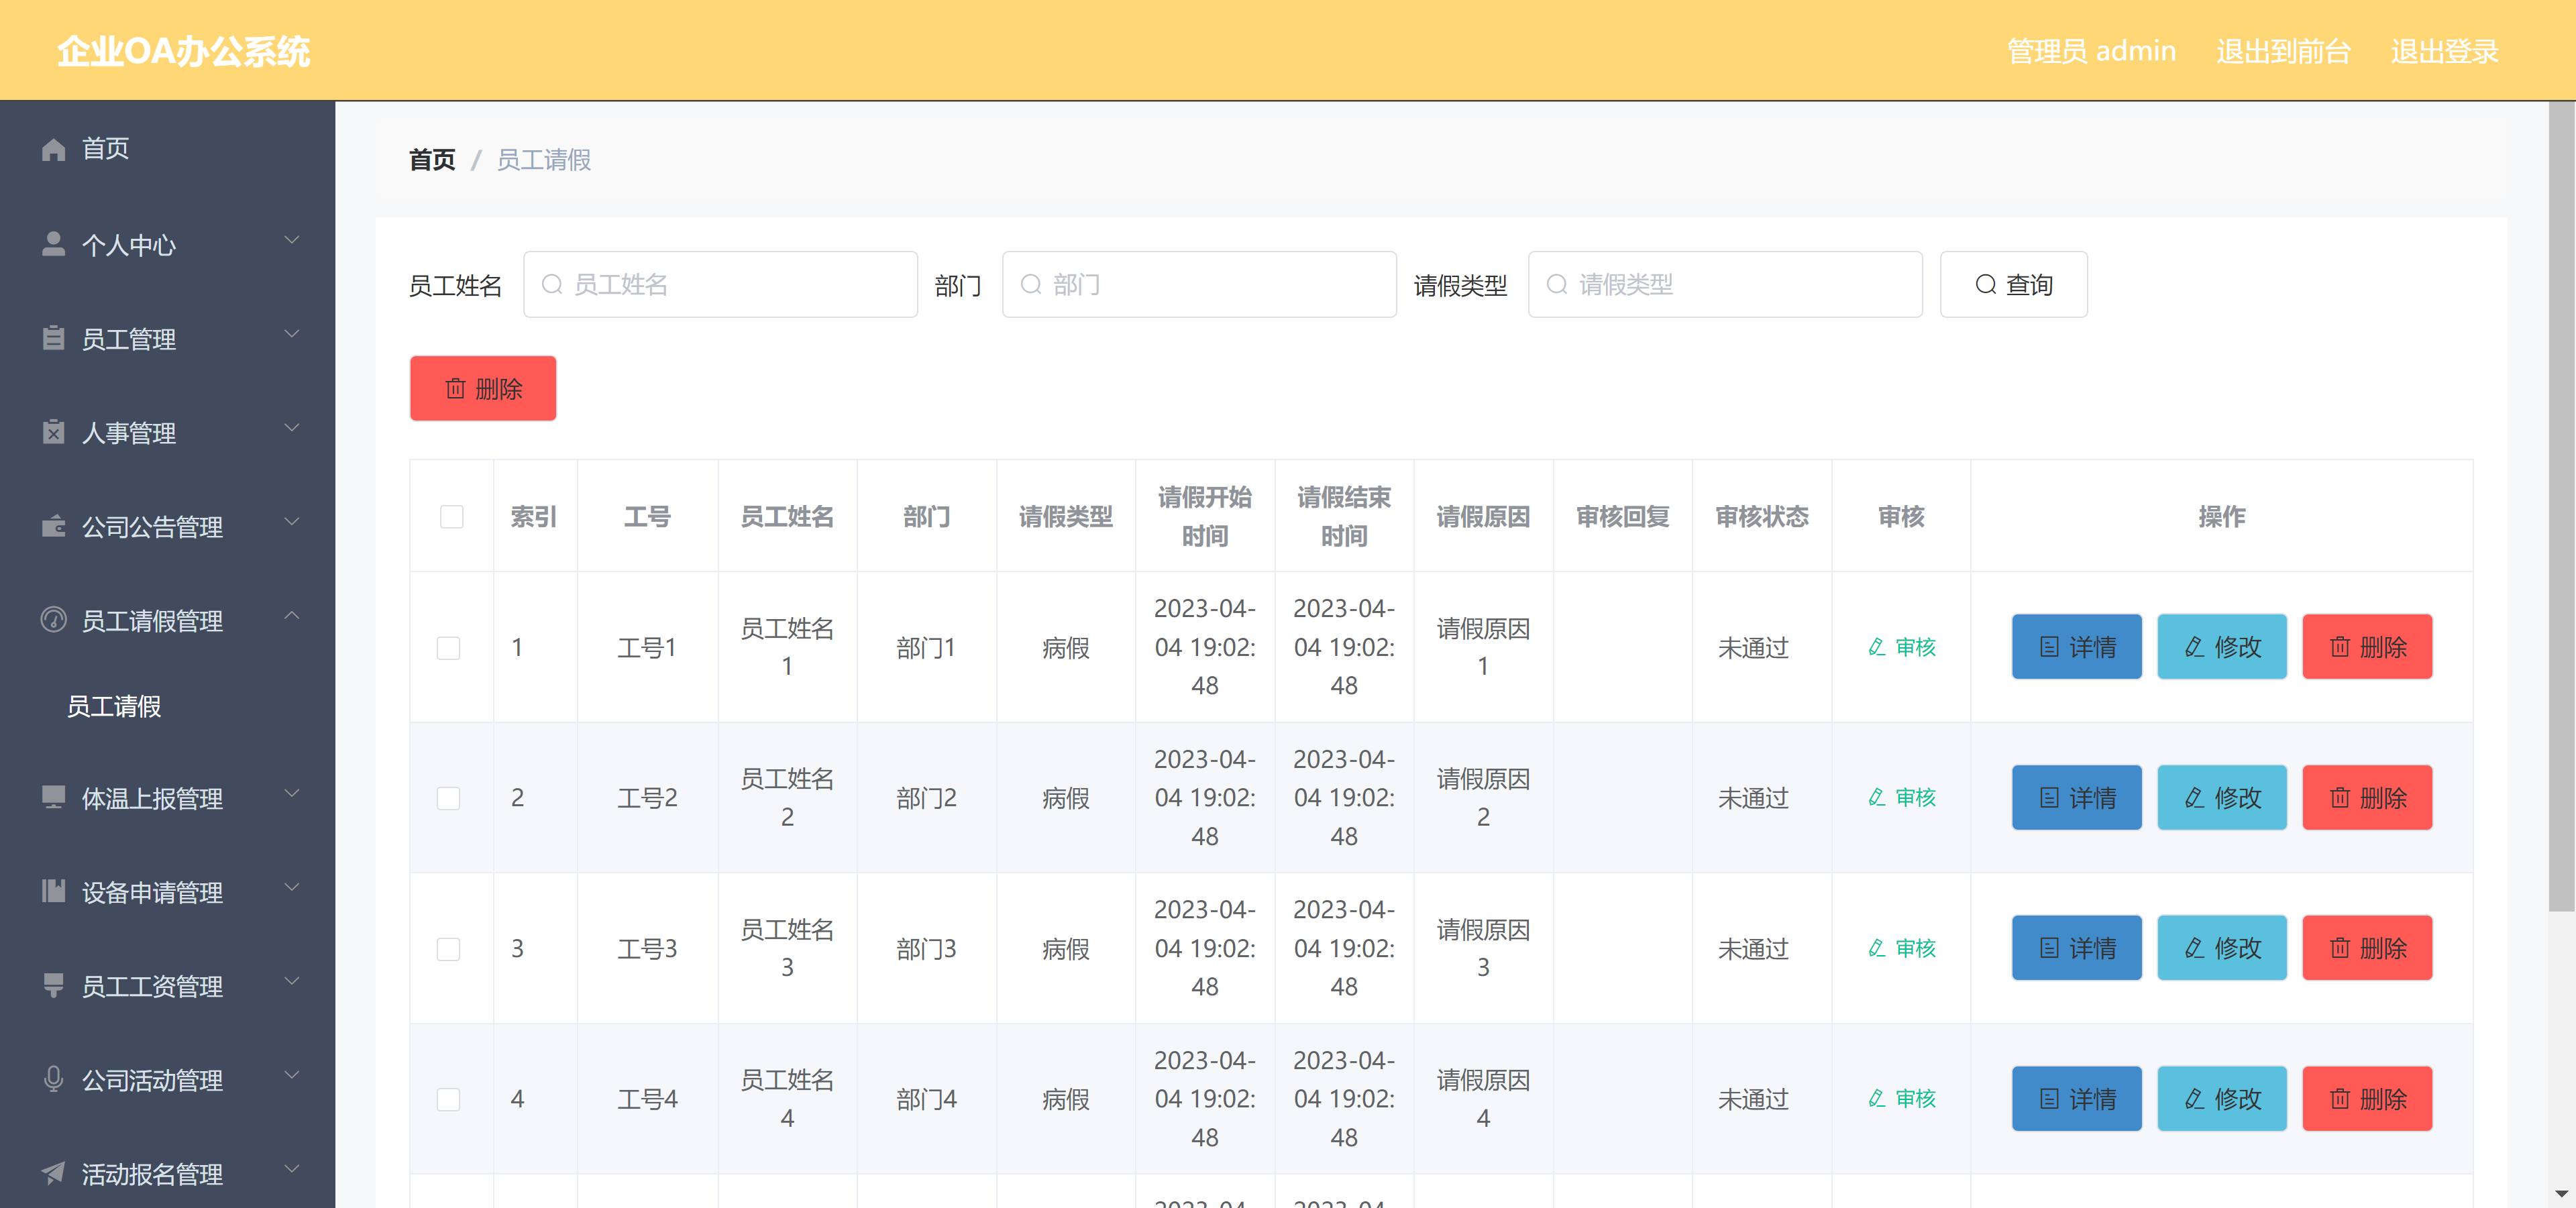 企业OA办公系统
管理员 admin 退出到前台 退出登录
首页
个人中心
员工管理
人事管理
公司公告管理
员工请假管理
员工请假
体温上报管理
设备申请管理
员工工资管理
公司活动管理
活动报名管理
首页 / 员工请假
员工姓名 员工姓名 部门 部门 请假类型 请假类型 查询
删除
索引 工号 员工姓名 部门 请假类型 请假开始时间 请假结束时间 请假原因 审核回复 审核状态 审核 操作
1 工号1 员工姓名1 部门1 病假 2023-04-04 19:02:48 2023-04-04 19:02:48 请假原因1 未通过 审核 详情 修改 删除
2 工号2 员工姓名2 部门2 病假 2023-04-04 19:02:48 2023-04-04 19:02:48 请假原因2 未通过 审核 详情 修改 删除
3 工号3 员工姓名3 部门3 病假 2023-04-04 19:02:48 2023-04-04 19:02:48 请假原因3 未通过 审核 详情 修改 删除
4 工号4 员工姓名4 部门4 病假 2023-04-04 19:02:48 2023-04-04 19:02:48 请假原因4 未通过 审核 详情 修改 删除